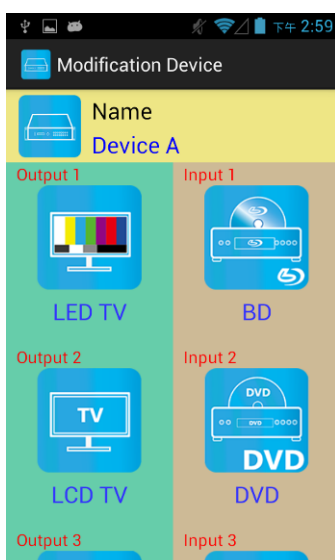 下午 2:59
Modification Device
Name
Device A
Output 1
Input 1
LED TV
BD
Output 2
Input 2
TV
DVD
DVD
DVD
LCD TV
DVD
Output 3
Input 3